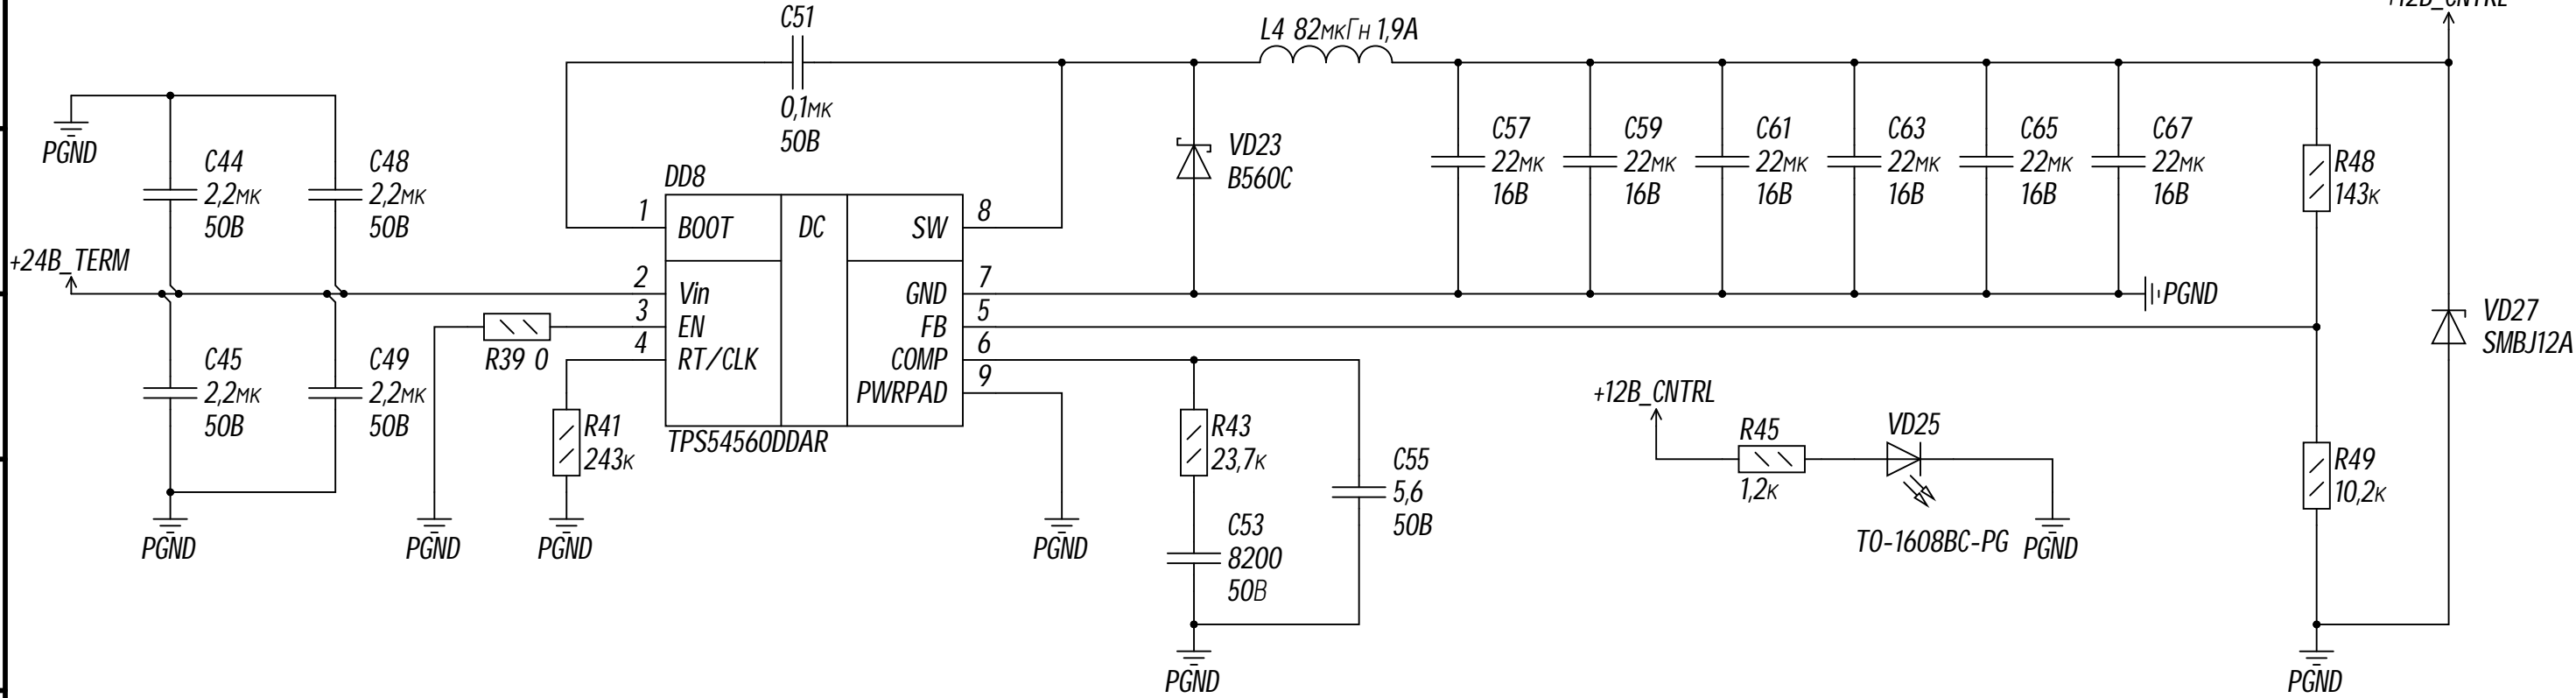 +12В_CNTRL
C51
0,1мк
50В
L4 82мкГн 1,9А
PGND
C44
2,2мк
50В
C48
2,2мк
50В
+24В_TERM
C45
2,2мк
50В
C49
2,2мк
50В
PGND
R39 0
PGND
R41
243к
PGND
DD8
1
2
3
4
BOOT
Vin
EN
RT/CLK
DC
SW
GND
FB
COMP
PWRPAD
8
7
5
6
9
TPS54560DDAR
PGND
VD23
B560C
C57
22мк
16В
C59
22мк
16В
C61
22мк
16В
C63
22мк
16В
C65
22мк
16В
C67
22мк
16В
PGND
R48
143к
VD27
SMBJ12A
R43
23,7к
C53
8200
50В
C55
5,6
50В
PGND
+12В_CNTRL
R45
1,2к
VD25
TO-1608BC-PG
PGND
R49
10,2к
PGND